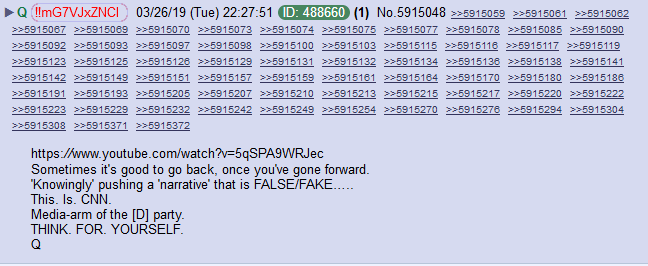 Q !!mG7VJxZNCI 03/26/19 (Tue) 22:27:51 ID: 488660 (1) No.5915048 >>5915059 >>5915061 >>5915062
>>5915067 >>5915069 >>5915070 >>5915073 >>5915074 >>5915075 >>5915077 >>5915078 >>5915085 >>5915090
>>5915092 >>5915093 >>5915097 >>5915098 >>5915100 >>5915103 >>5915115 >>5915116 >>5915117 >>5915119
>>5915123 >>5915125 >>5915126 >>5915129 >>5915131 >>5915132 >>5915134 >>5915136 >>5915138 >>5915141
>>5915142 >>5915149 >>5915151 >>5915157 >>5915159 >>5915161 >>5915164 >>5915170 >>5915180 >>5915186
>>5915191 >>5915193 >>5915205 >>5915207 >>5915210 >>5915213 >>5915215 >>5915217 >>5915220 >>5915222
>>5915223 >>5915229 >>5915232 >>5915242 >>5915249 >>5915254 >>5915270 >>5915276 >>5915294 >>5915304
>>5915308 >>5915371 >>5915372
https://www.youtube.com/watch?v=5qSPA9WRJec
Sometimes it's good to go back, once you've gone forward.
'Knowingly' pushing a 'narrative' that is FALSE/FAKE.....
This. Is. CNN.
Media-arm of the [D] party.
THINK. FOR. YOURSELF.
Q